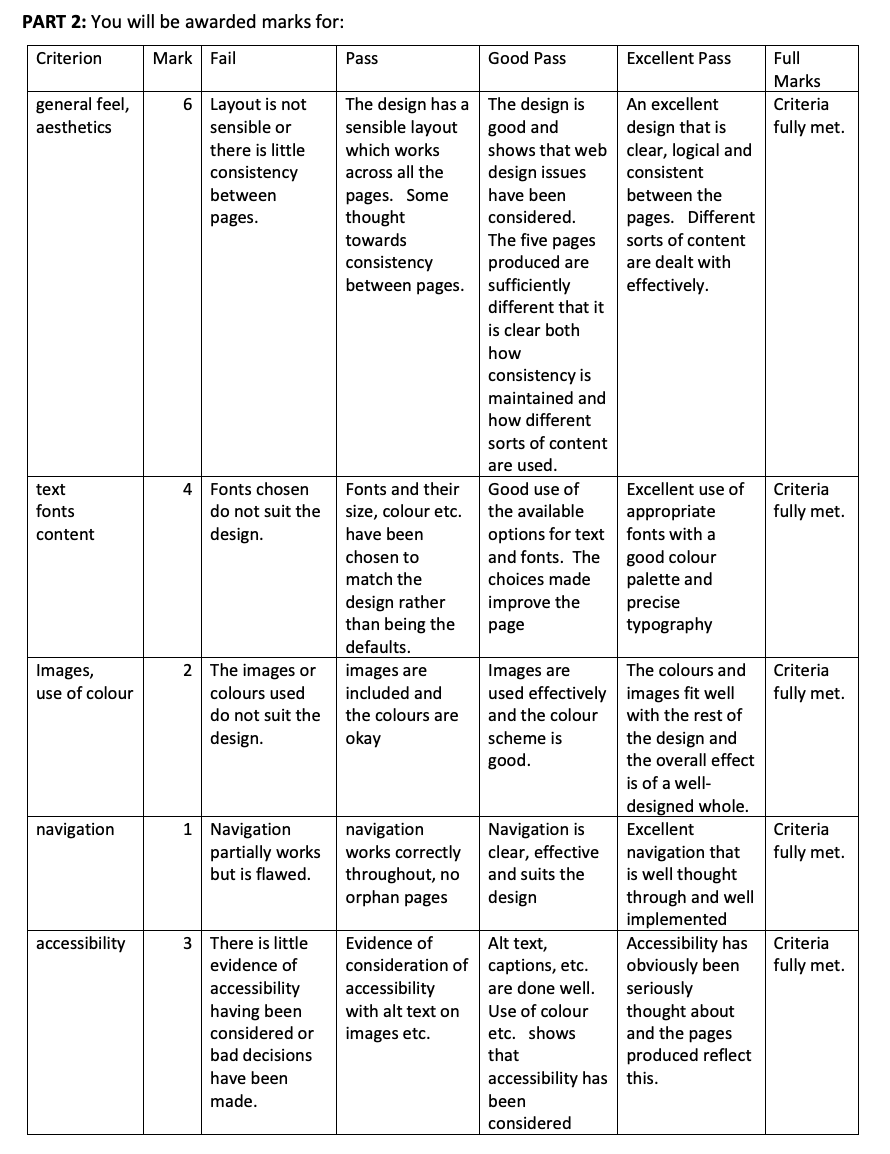 PART 2: You will be awarded marks for:
Criterion Mark Fail Pass Good Pass Excellent Pass Full
Marks
general feel,
aesthetics
6
Layout is not
sensible or
there is little
consistency
between
pages.
The design has a
sensible layout
which works
across all the
pages. Some
thought
towards
consistency
between pages.
The design is
good and
shows that web
design issues
have been
considered.
The five pages
produced are
sufficiently
different that it
is clear both
how
consistency is
maintained and
how different
sorts of content
are used.
An excellent
design that is
clear, logical and
consistent
between the
pages. Different
sorts of content
are dealt with
effectively.
Criteria
fully met.
text
fonts
content
4
Fonts chosen
do not suit the
design.
Fonts and their
size, colour etc.
have been
chosen to
match the
design rather
than being the
defaults.
Good use of
the available
options for text
and fonts. The
choices made
improve the
page
Excellent use of
appropriate
fonts with a
good colour
palette and
precise
typography
Criteria
fully met.
Images,
use of colour
2
The images or
colours used
do not suit the
design.
images are
included and
the colours are
okay
Images are
used effectively
and the colour
scheme is
good.
The colours and
images fit well
with the rest of
the design and
the overall effect
is of a well-
designed whole.
Criteria
fully met.
navigation
1
Navigation
partially works
but is flawed.
navigation
works correctly
throughout, no
orphan pages
Navigation is
clear, effective
and suits the
design
Excellent
navigation that
is well thought
through and well
implemented
Criteria
fully met.
accessibility
3
There is little
evidence of
accessibility
having been
considered or
bad decisions
have been
made.
Evidence of
consideration of
accessibility
with alt text on
images etc.
Alt text,
captions, etc.
are done well.
Use of colour
etc. shows
that
accessibility has
been
considered
Accessibility has
obviously been
seriously
thought about
and the pages
produced reflect
this.
Criteria
fully met.